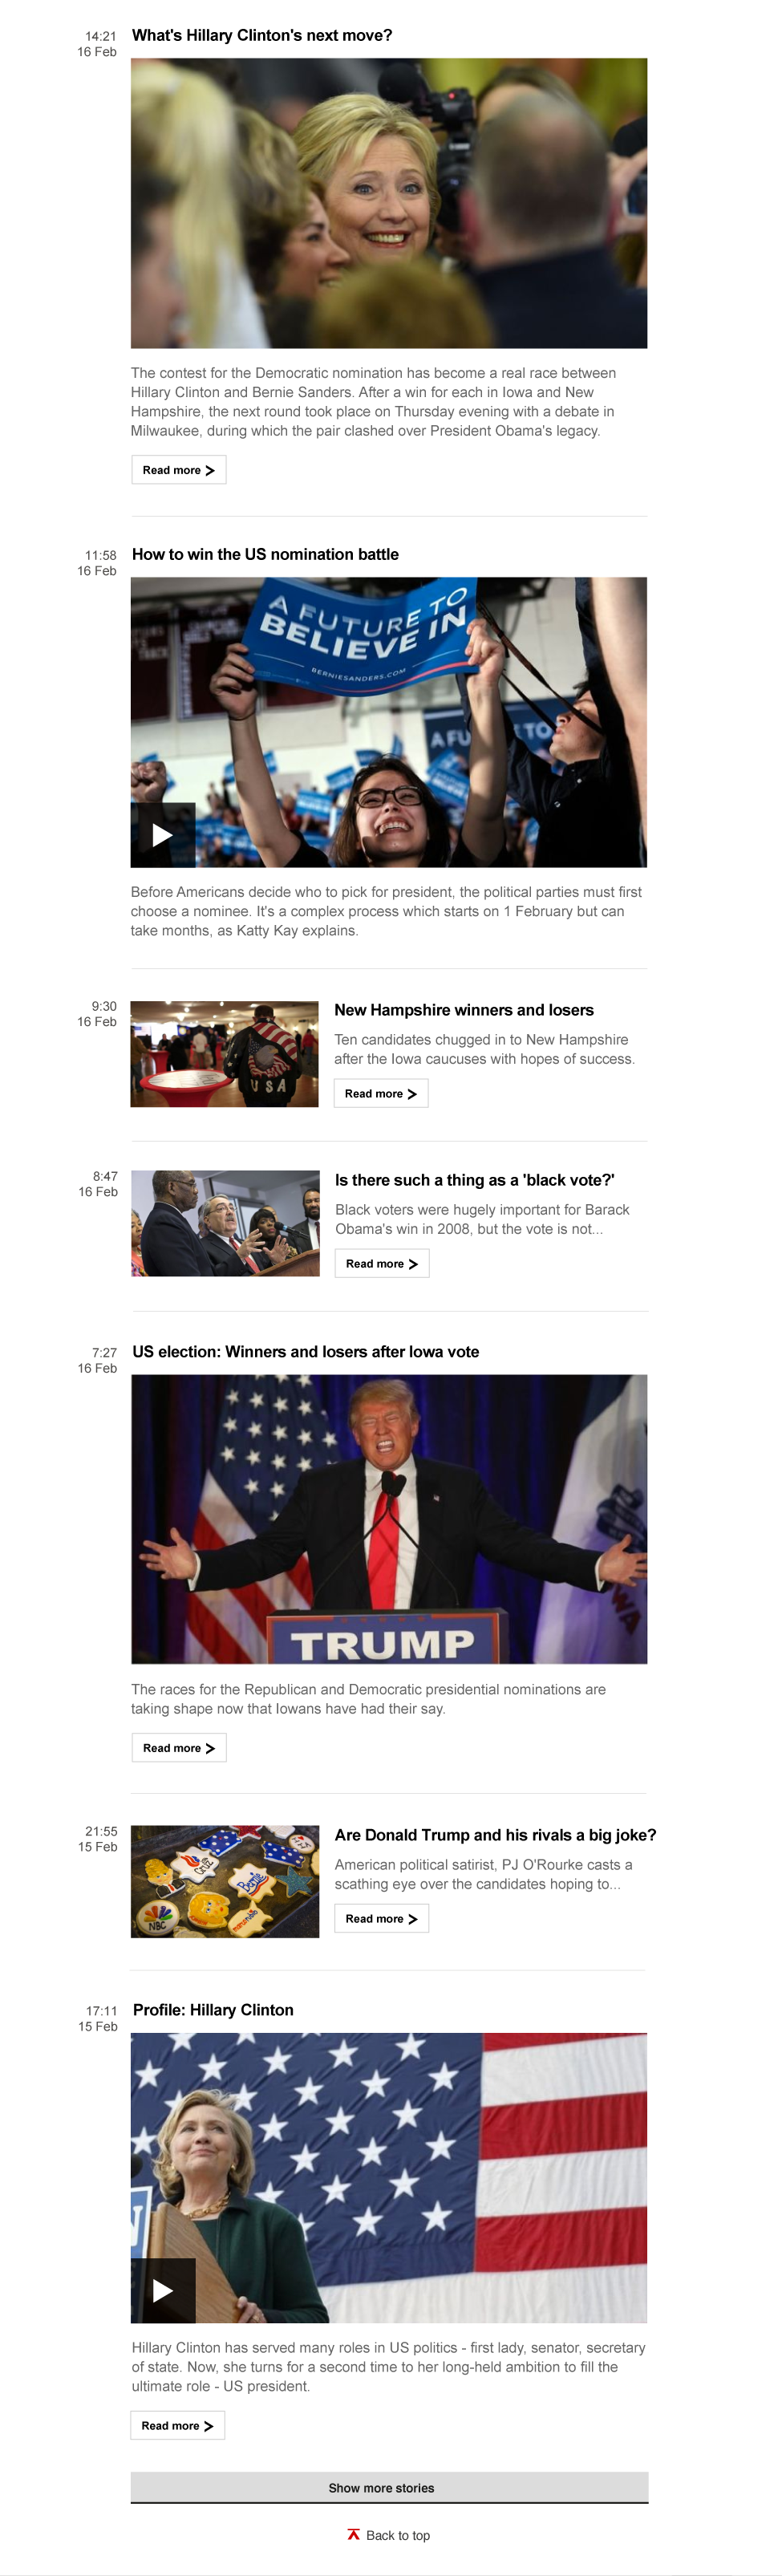 14:21
16 Feb
What's Hillary Clinton's next move?
The contest for the Democratic nomination has become a real race between
Hillary Clinton and Bernie Sanders. After a win for each in Iowa and New
Hampshire, the next round took place on Thursday evening with a debate in
Milwaukee, during which the pair clashed over President Obama's legacy.
Read more
11:58
16 Feb
How to win the US nomination battle
A FUTURE TO
BELIEVE IN
BERNIESANDERS.COM
A FU
TO
Before Americans decide who to pick for president, the political parties must first
choose a nominee. It's a complex process which starts on 1 February but can
take months, as Katty Kay explains.
9:30
16 Feb
USA
New Hampshire winners and losers
Ten candidates chugged in to New Hampshire
after the Iowa caucuses with hopes of success.
Read more
8:47
16 Feb
Is there such a thing as a 'black vote?'
Black voters were hugely important for Barack
Obama's win in 2008, but the vote is not...
Read more
7:27
16 Feb
US election: Winners and losers after Iowa vote
TRUMP
The races for the Republican and Democratic presidential nominations are
taking shape now that Iowans have had their say.
Read more
21:55
15 Feb
Cruz
Bernie
NBC
Are Donald Trump and his rivals a big joke?
American political satirist, PJ O'Rourke casts a
scathing eye over the candidates hoping to...
Read more
17:11
15 Feb
Profile: Hillary Clinton
Hillary Clinton has served many roles in US politics - first lady, senator, secretary
of state. Now, she turns for a second time to her long-held ambition to fill the
ultimate role - US president.
Read more
Show more stories
Back to top